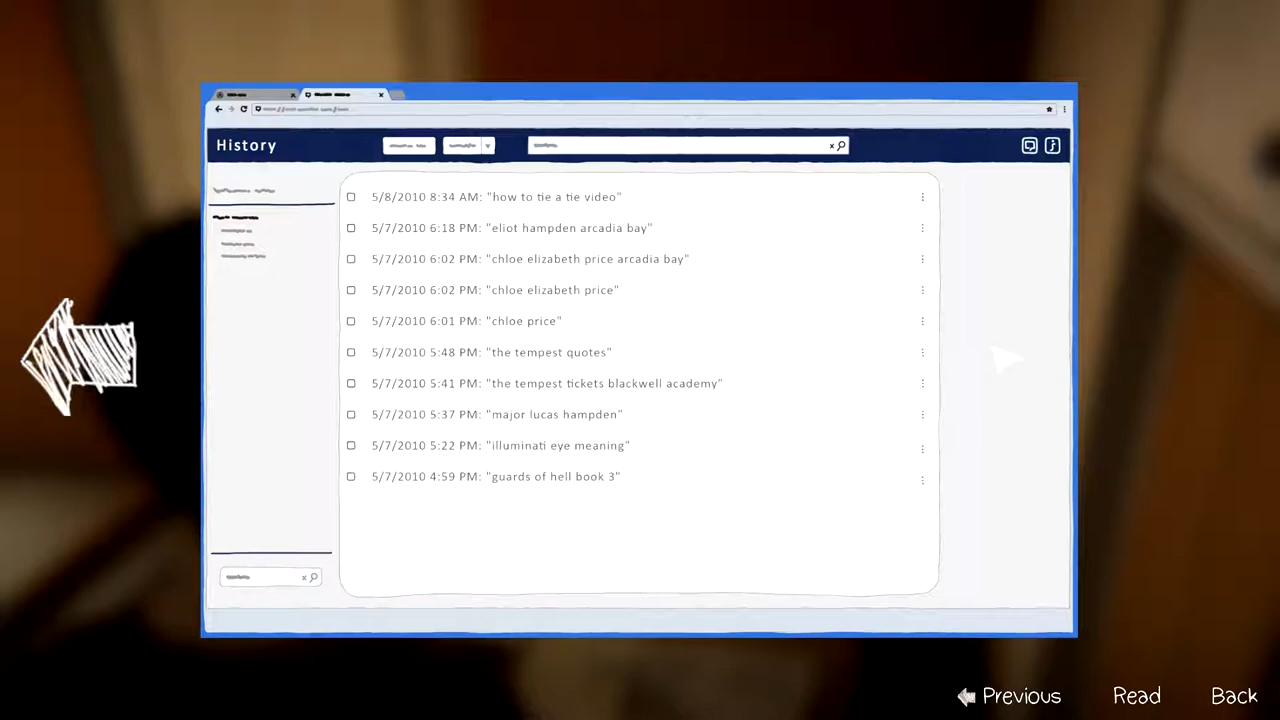 History
5/8/2010 8:34 AM: "how to tie a tie video"
5/7/2010 6:18 PM: "eliot hampden arcadia bay"
5/7/2010 6:02 PM: "chloe elizabeth price arcadia bay"
5/7/2010 6:02 PM: "chloe elizabeth price"
5/7/2010 6:01 PM: "chloe price"
5/7/2010 5:48 PM: "the tempest quotes"
5/7/2010 5:41 PM: "the tempest tickets blackwell academy"
5/7/2010 5:37 PM: "major lucas hampden"
5/7/2010 5:22 PM: "illuminati eye meaning"
5/7/2010 4:59 PM: "guards of hell book 3"
Previous Read Back